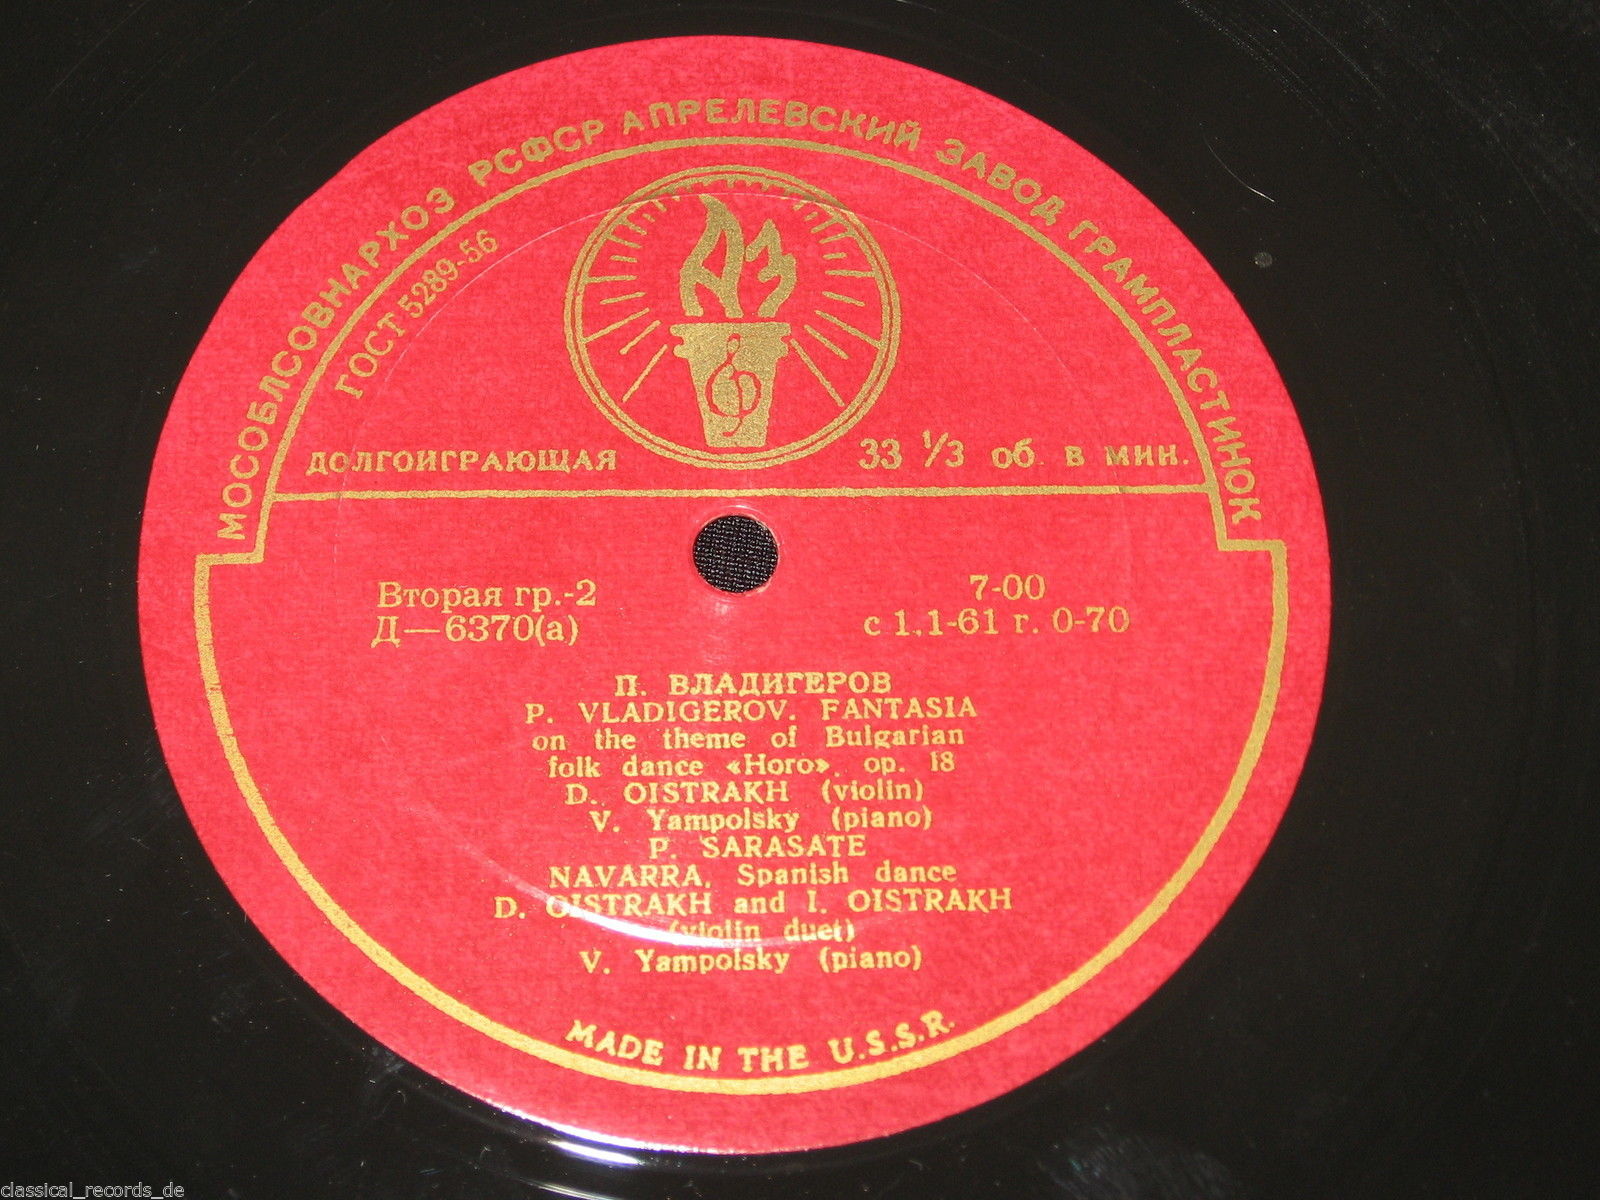 МОСОБЛСОВНАРХОЗ РСФСР АПРЕЛЕВСКИЙ ЗАВОД ГРАМПЛАСТИНОК
ГОСТ 5289-56
АЗ
ДОЛГОИГРАЮЩАЯ 33 1/3 об. в мин.
Вторая гр.-2 7-00
Д—6370(а) с 1.1-61 г. 0-70
П. ВЛАДИГЕРОВ
P. VLADIGEROV. FANTASIA
on the theme of Bulgarian
folk dance «Horo», op. 18
D. OISTRAKH (violin)
V. Yampolsky (piano)
P. SARASATE
NAVARRA, Spanish dance
D. OISTRAKH and I. OISTRAKH
(violin duet)
V. Yampolsky (piano)
MADE IN THE U.S.S.R.
classical_records_de